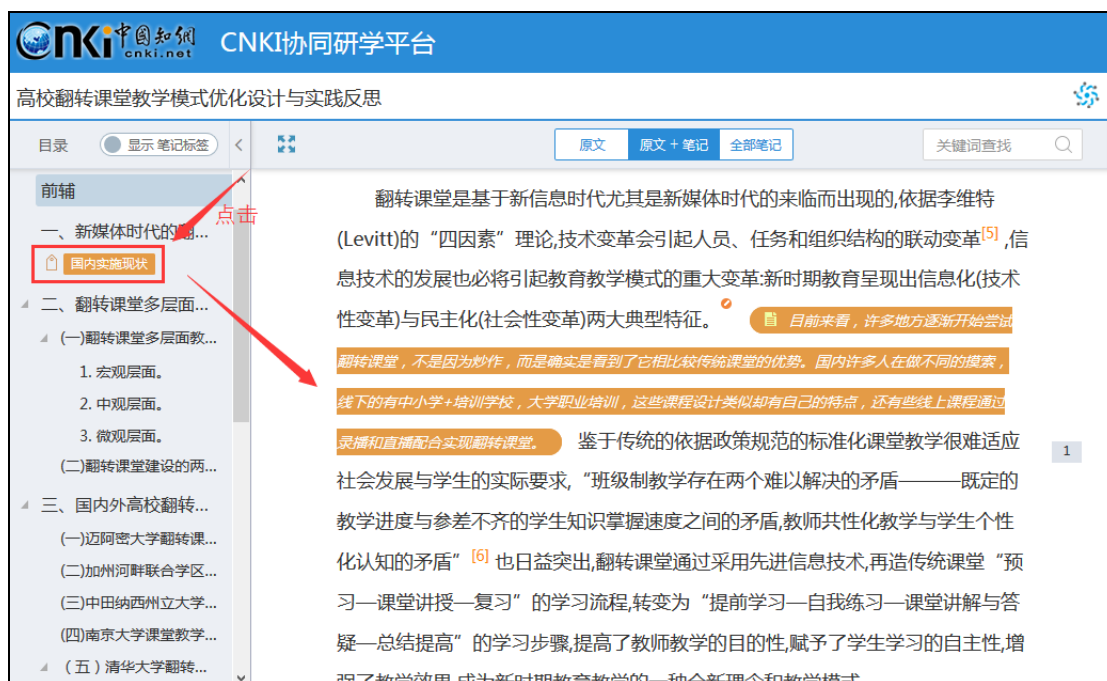 Cnki 中国知网 cnki.net CNKI协同研学平台
高校翻转课堂教学模式优化设计与实践反思
目录 显示 笔记标签 < 原文 原文 + 笔记 全部笔记 关键词查找
前辅
点击
一、新媒体时代的翻...
国内实施现状
二、翻转课堂多层面...
(一)翻转课堂多层面教...
1. 宏观层面。
2. 中观层面。
3. 微观层面。
(二)翻转课堂建设的两...
三、国内外高校翻转...
(一)迈阿密大学翻转课...
(二)加州河畔联合学区...
(三)中田纳西州立大学...
(四)南京大学课堂教学...
（五）清华大学翻转...
翻转课堂是基于新信息时代尤其是新媒体时代的来临而出现的,依据李维特
(Levitt)的“四因素”理论,技术变革会引起人员、任务和组织结构的联动变革[5] ,信
息技术的发展也必将引起教育教学模式的重大变革:新时期教育呈现出信息化(技术
性变革)与民主化(社会性变革)两大典型特征。 目前来看，许多地方逐渐开始尝试
翻转课堂，不是因为炒作，而是确实是看到了它相比较传统课堂的优势。国内许多人在做不同的摸索，
线下的有中小学+培训学校，大学职业培训，这些课程设计类似却有自己的特点，还有些线上课程通过
录播和直播配合实现翻转课堂。 鉴于传统的依据政策规范的标准化课堂教学很难适应
社会发展与学生的实际要求,“班级制教学存在两个难以解决的矛盾————既定的
教学进度与参差不齐的学生知识掌握速度之间的矛盾,教师共性化教学与学生个性
化认知的矛盾”[6] 也日益突出,翻转课堂通过采用先进信息技术,再造传统课堂“预
习—课堂讲授—复习”的学习流程,转变为“提前学习—自我练习—课堂讲解与答
疑—总结提高”的学习步骤,提高了教师教学的目的性,赋予了学生学习的自主性,增
强了教学效果,成为新时期教育教学的一种全新理念和教学模式
1